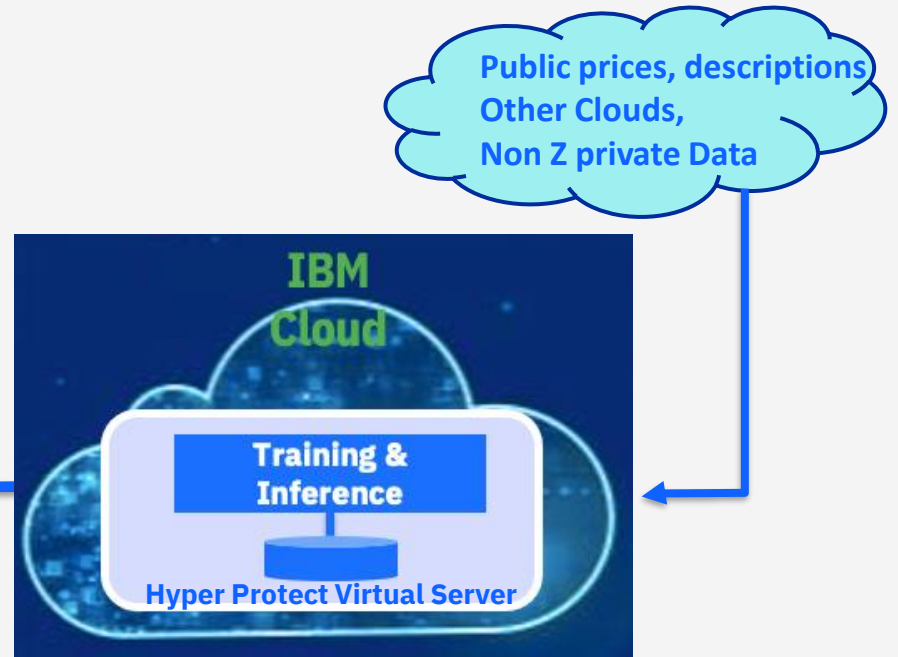 Public prices, descriptions
Other Clouds,
Non Z private Data
IBM
Cloud
Training &
Inference
Hyper Protect Virtual Server